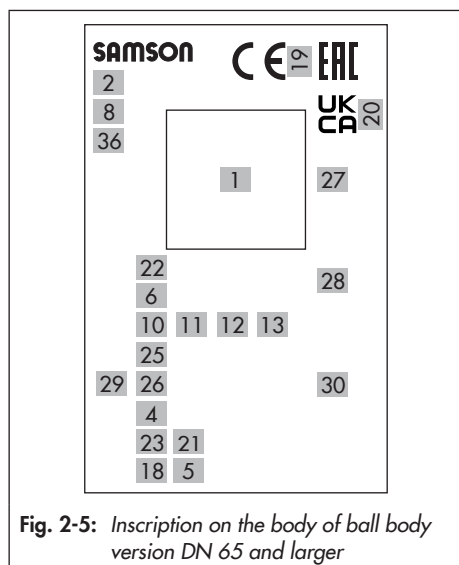 SAMSON CE 19 EAC
2 UK
8 CA 20
36
1 27
22
28
6
10 11 12 13
25
29 26 30
4
23 21
18 5
Fig. 2-5: Inscription on the body of ball body
version DN 65 and larger